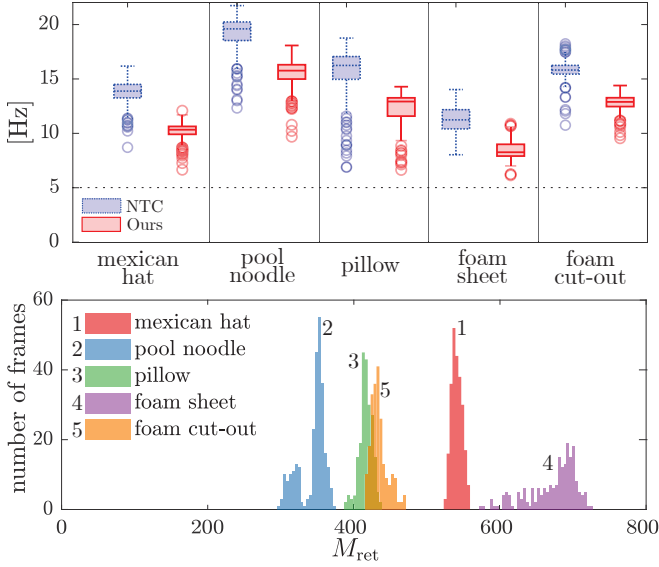 20
15
10
5
0
[Hz]
NTC
Ours
mexican hat
pool noodle
pillow
foam sheet
foam cut-out
60
40
20
0
number of frames
1 mexican hat
2 pool noodle
3 pillow
4 foam sheet
5 foam cut-out
2
1
3
5
4
0 200 400 600 800
M_ret